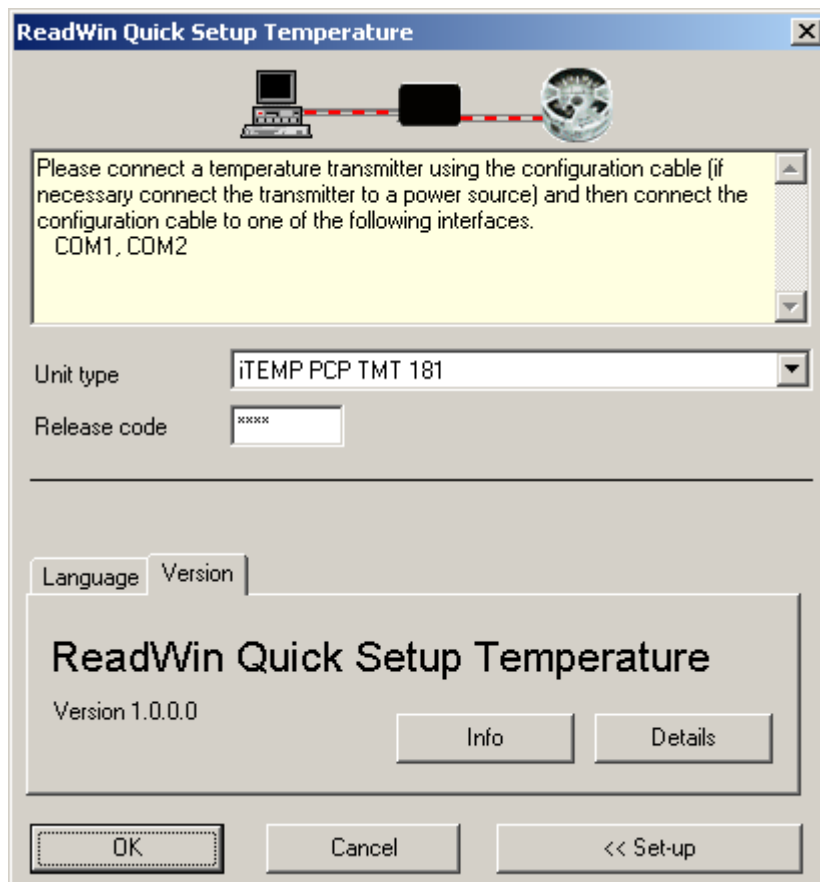 ReadWin Quick Setup Temperature
Please connect a temperature transmitter using the configuration cable (if
necessary connect the transmitter to a power source) and then connect the
configuration cable to one of the following interfaces.
COM1, COM2
Unit type
iTEMP PCP TMT 181
Release code
****
Language
Version
ReadWin Quick Setup Temperature
Version 1.0.0.0
Info
Details
OK
Cancel
<< Set-up